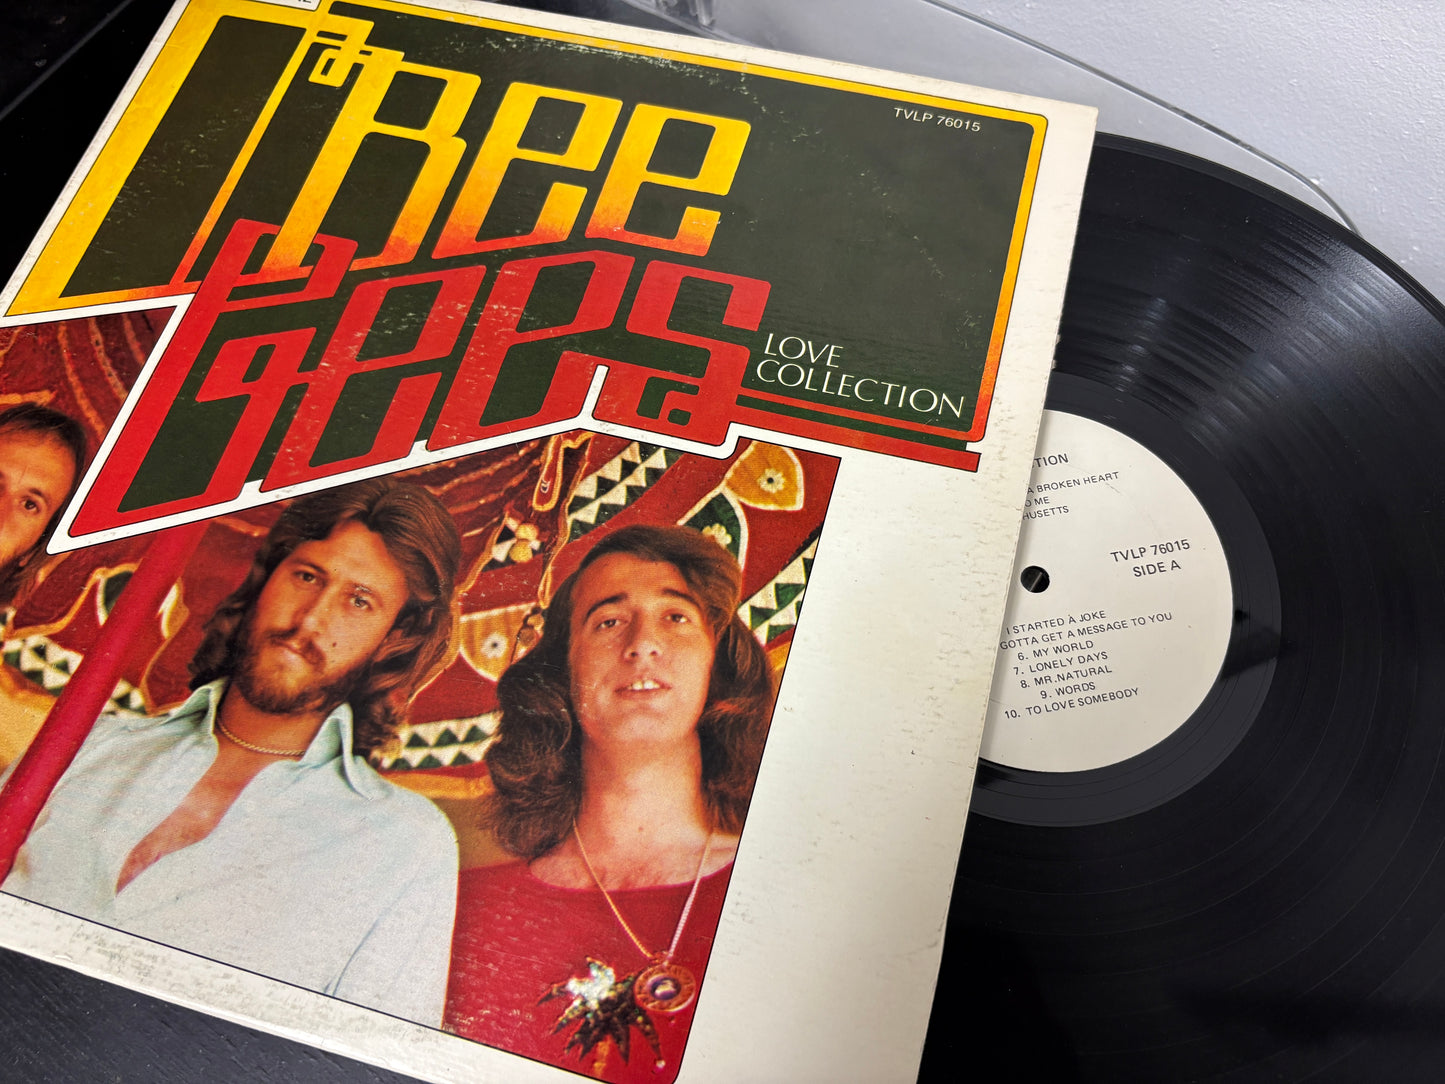 Bee
Gees
TVLP 76015
LOVE
COLLECTION
A BROKEN HEART
ME
TVLP 76015
SIDE A
I STARTED A JOKE
GOTTA GET A MESSAGE TO YOU
6. MY WORLD
7. LONELY DAYS
8. MR.NATURAL
9. WORDS
10. TO LOVE SOMEBODY